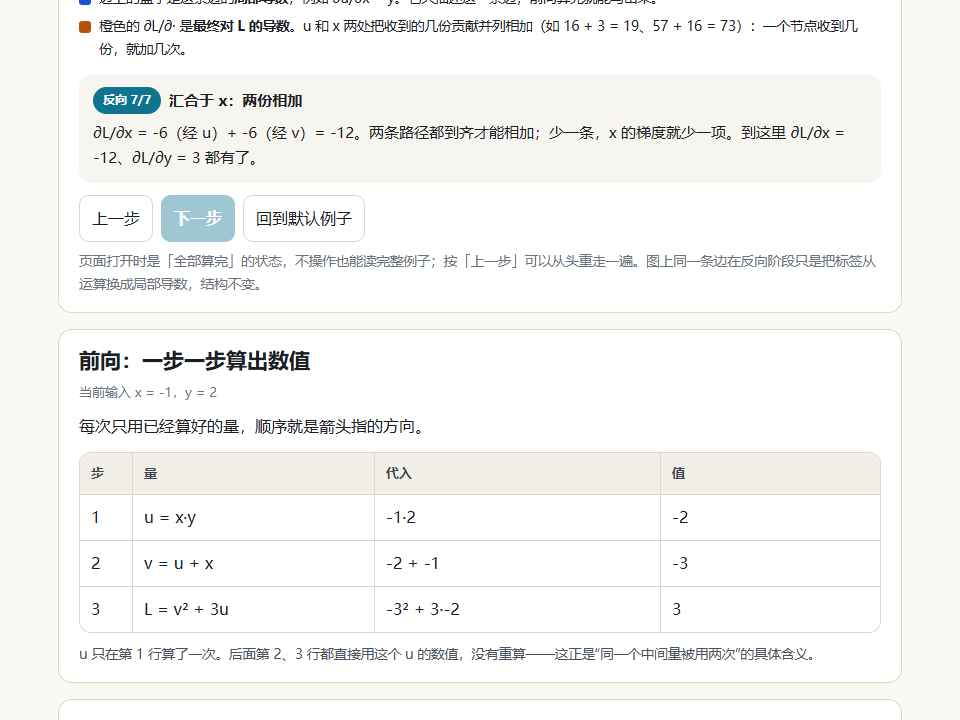 橙色的 ∂L/∂· 是最终对 L 的导数。u 和 x 两处把收到的几份贡献并列相加（如 16 + 3 = 19、57 + 16 = 73）：一个节点收到几
份，就加几次。
反向 7/7 汇合于 x：两份相加
∂L/∂x = -6（经 u）+ -6（经 v）= -12。两条路径都到齐才能相加；少一条，x 的梯度就少一项。到这里 ∂L/∂x =
-12、∂L/∂y = 3 都有了。
上一步 下一步 回到默认例子
页面打开时是「全部算完」的状态，不操作也能读完整例子；按「上一步」可以从头重走一遍。图上同一条边在反向阶段只是把标签从
运算换成局部导数，结构不变。
前向：一步一步算出数值
当前输入 x = -1，y = 2
每次只用已经算好的量，顺序就是箭头指的方向。
步 量 代入 值
1 u = x·y -1·2 -2
2 v = u + x -2 + -1 -3
3 L = v² + 3u -3² + 3·-2 3
u 只在第 1 行算了一次。后面第 2、3 行都直接用这个 u 的数值，没有重算——这正是“同一个中间量被用两次”的具体含义。